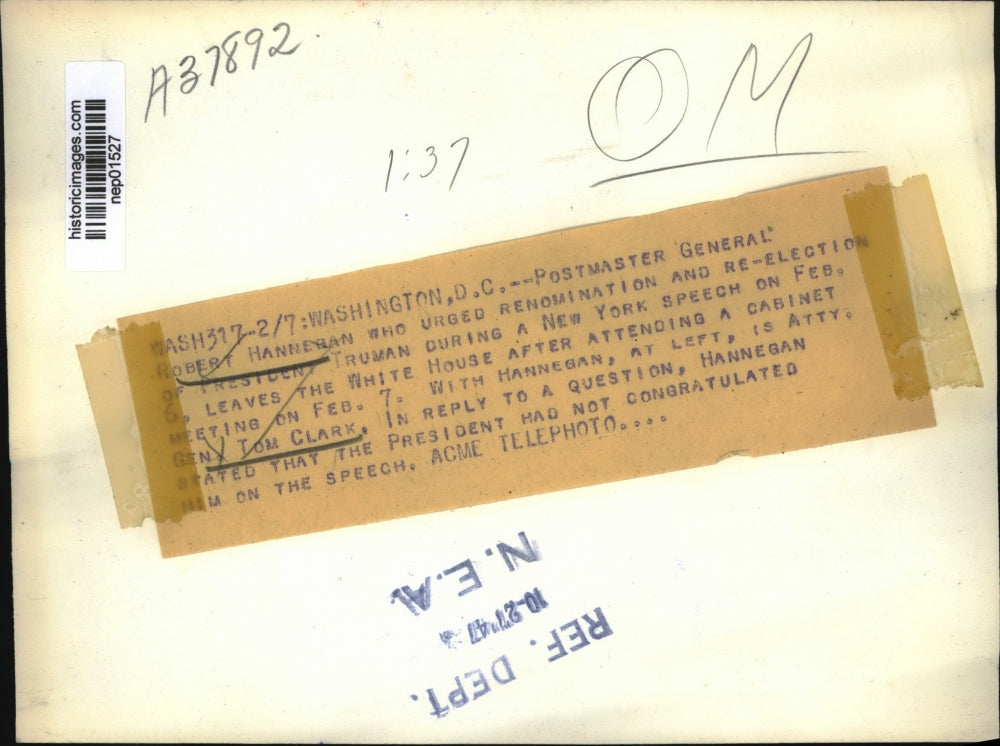 A37892.
OM
historicimages.com
nep01527
1:37
WASH317-2/7:WASHINGTON,D.C.--POSTMASTER GENERAL
ROBERT HANNEGAN WHO URGED RENOMINATION AND RE-ELECTION
OF PRESIDENT TRUMAN DURING A NEW YORK SPEECH ON FEB.
6, LEAVES THE WHITE HOUSE AFTER ATTENDING A CABINET
MEETING ON FEB. 7. WITH HANNEGAN, AT LEFT, IS ATTY.
GEN. TOM CLARK. IN REPLY TO A QUESTION, HANNEGAN
STATED THAT THE PRESIDENT HAD NOT CONGRATULATED
HIM ON THE SPEECH. ACME TELEPHOTO....
REF. DEPT.
10-27-47
N.E.A.